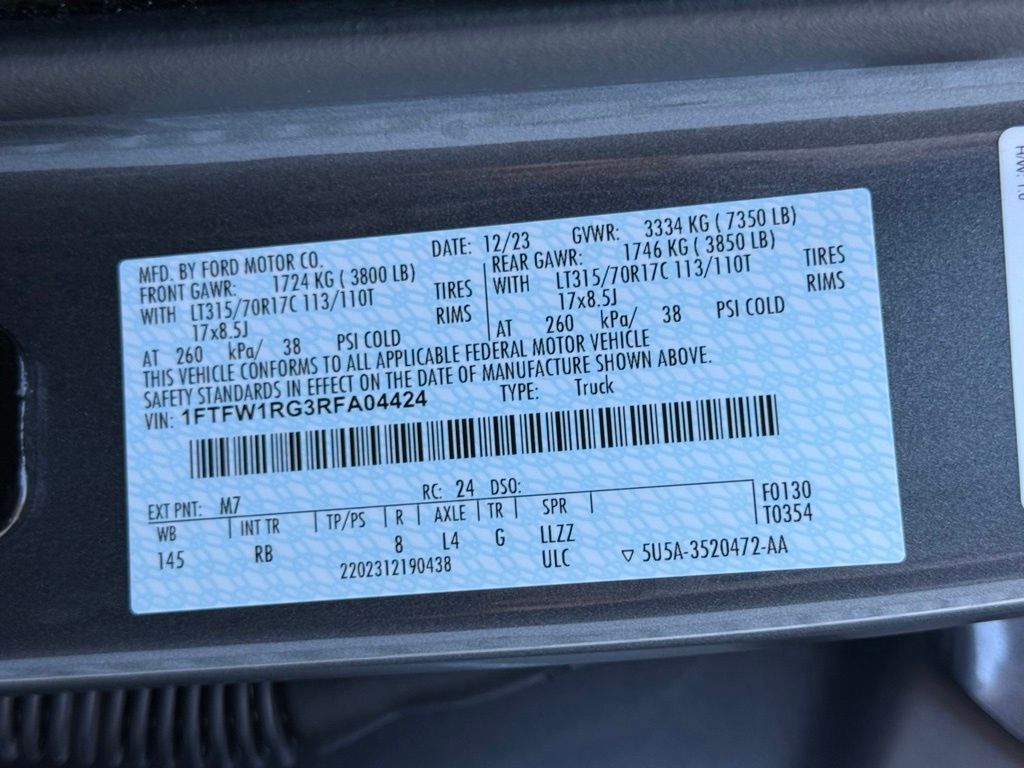 MFD. BY FORD MOTOR CO.
DATE: 12/23
GVWR: 3334 KG ( 7350 LB)
FRONT GAWR: 1724 KG ( 3800 LB)
WITH LT315/70R17C 113/110T TIRES
17x8.5J RIMS
AT 260 kPa/ 38 PSI COLD
REAR GAWR: 1746 KG ( 3850 LB)
WITH LT315/70R17C 113/110T TIRES
17x8.5J RIMS
AT 260 kPa/ 38 PSI COLD
THIS VEHICLE CONFORMS TO ALL APPLICABLE FEDERAL MOTOR VEHICLE
SAFETY STANDARDS IN EFFECT ON THE DATE OF MANUFACTURE SHOWN ABOVE.
VIN: 1FTFW1RG3RFA04424 TYPE: Truck
EXT PNT: M7 RC: 24 DSO:
WB INT TR TP/PS R AXLE TR SPR F0130
T0354
145 RB 8 L4 G LLZZ
2202312190438 ULC ▽ 5U5A-3520472-AA
H/W: 1.0